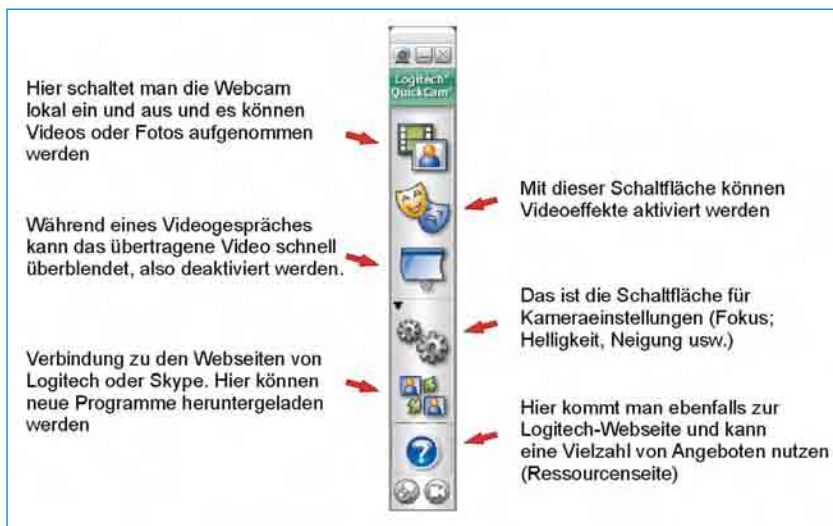 Logitech®
QuickCam®
Hier schaltet man die Webcam
lokal ein und aus und es können
Videos oder Fotos aufgenommen
werden
Mit dieser Schaltfläche können
Videoeffekte aktiviert werden
Während eines Videogespräches
kann das übertragene Video schnell
überblendet, also deaktiviert werden.
Das ist die Schaltfläche für
Kameraeinstellungen (Fokus;
Helligkeit, Neigung usw.)
Verbindung zu den Webseiten von
Logitech oder Skype. Hier können
neue Programme heruntergeladen
werden
Hier kommt man ebenfalls zur
Logitech-Webseite und kann
eine Vielzahl von Angeboten nutzen
(Ressourcenseite)